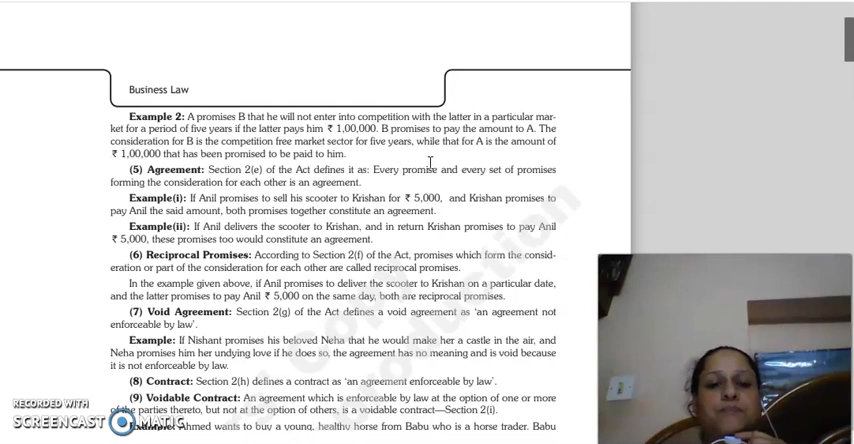 Business Law
Example 2: A promises B that he will not enter into competition with the latter in a particular mar-
ket for a period of five years if the latter pays him ₹ 1,00,000. B promises to pay the amount to A. The
consideration for B is the competition free market sector for five years, while that for A is the amount of
₹ 1,00,000 that has been promised to be paid to him.
(5) Agreement: Section 2(e) of the Act defines it as: Every promise and every set of promises
forming the consideration for each other is an agreement.
Example(i): If Anil promises to sell his scooter to Krishan for ₹ 5,000, and Krishan promises to
pay Anil the said amount, both promises together constitute an agreement.
Example(ii): If Anil delivers the scooter to Krishan, and in return Krishan promises to pay Anil
₹ 5,000, these promises too would constitute an agreement.
(6) Reciprocal Promises: According to Section 2(f) of the Act, promises which form the consid-
eration or part of the consideration for each other are called reciprocal promises.
In the example given above, if Anil promises to deliver the scooter to Krishan on a particular date,
and the latter promises to pay Anil ₹ 5,000 on the same day, both are reciprocal promises.
(7) Void Agreement: Section 2(g) of the Act defines a void agreement as ‘an agreement not
enforceable by law’.
Example: If Nishant promises his beloved Neha that he would make her a castle in the air, and
Neha promises him her undying love if he does so, the agreement has no meaning and is void because
it is not enforceable by law.
(8) Contract: Section 2(h) defines a contract as ‘an agreement enforceable by law’.
(9) Voidable Contract: An agreement which is enforceable by law at the option of one or more
of the parties thereto, but not at the option of others, is a voidable contract—Section 2(i).
Example: Ahmed wants to buy a young, healthy horse from Babu who is a horse trader. Babu
RECORDED WITH
SCREENCAST MATIC